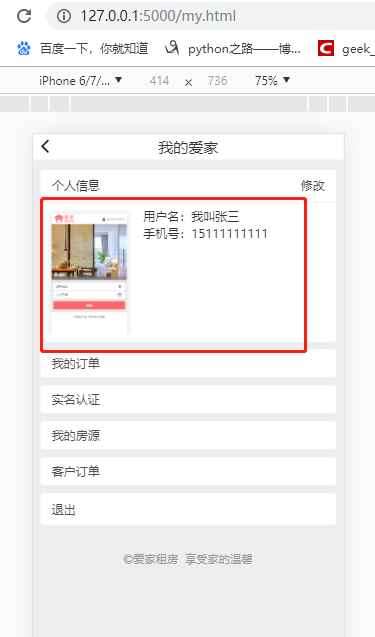 127.0.0.1:5000/my.html
百度一下，你就知道 python之路——博... geek_
iPhone 6/7/... 414 × 736 75%
我的爱家
个人信息 修改
用户名：我叫张三
手机号：15111111111
我的订单
实名认证
我的房源
客户订单
退出
©爱家租房 享受家的温馨